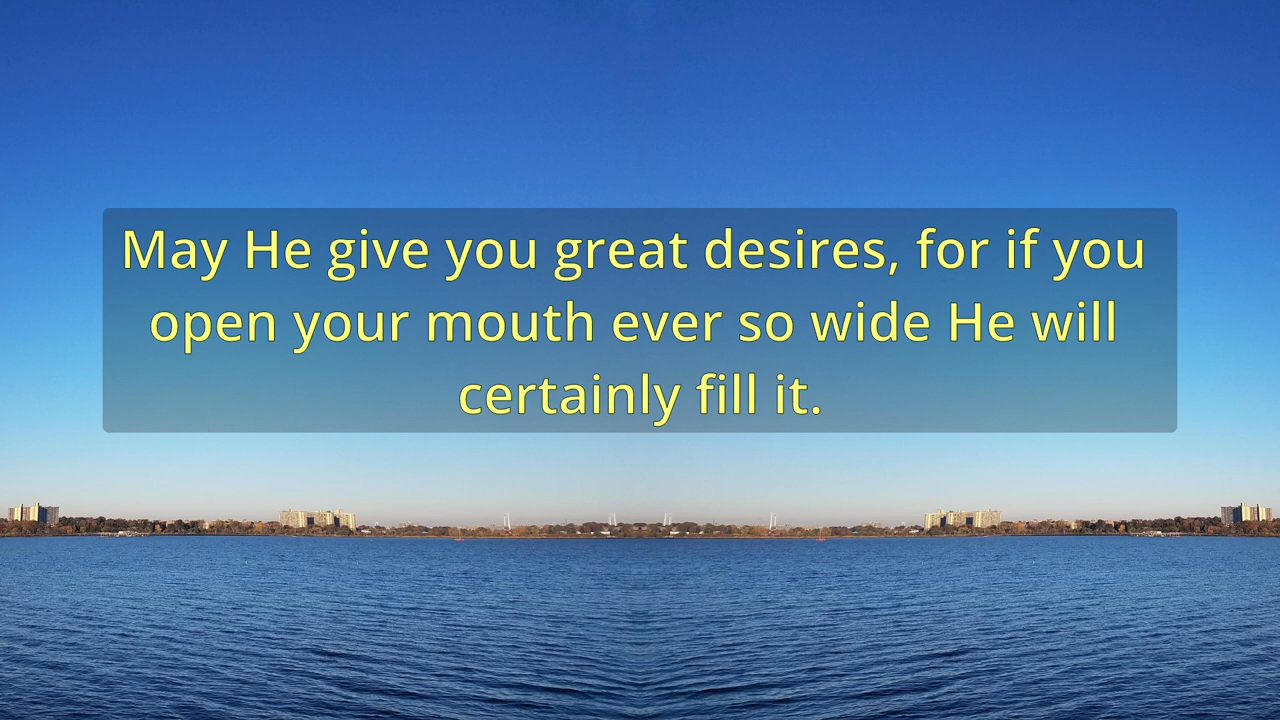 May He give you great desires, for if you
open your mouth ever so wide He will
certainly fill it.